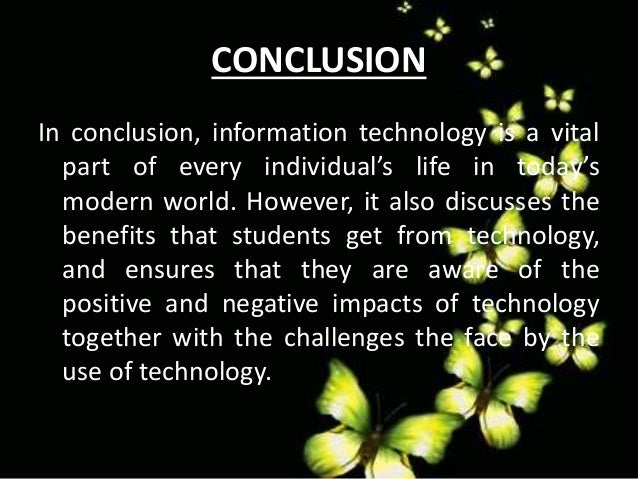 CONCLUSION
In conclusion, information technology is a vital
part of every individual’s life in today’s
modern world. However, it also discusses the
benefits that students get from technology,
and ensures that they are aware of the
positive and negative impacts of technology
together with the challenges the face by the
use of technology.